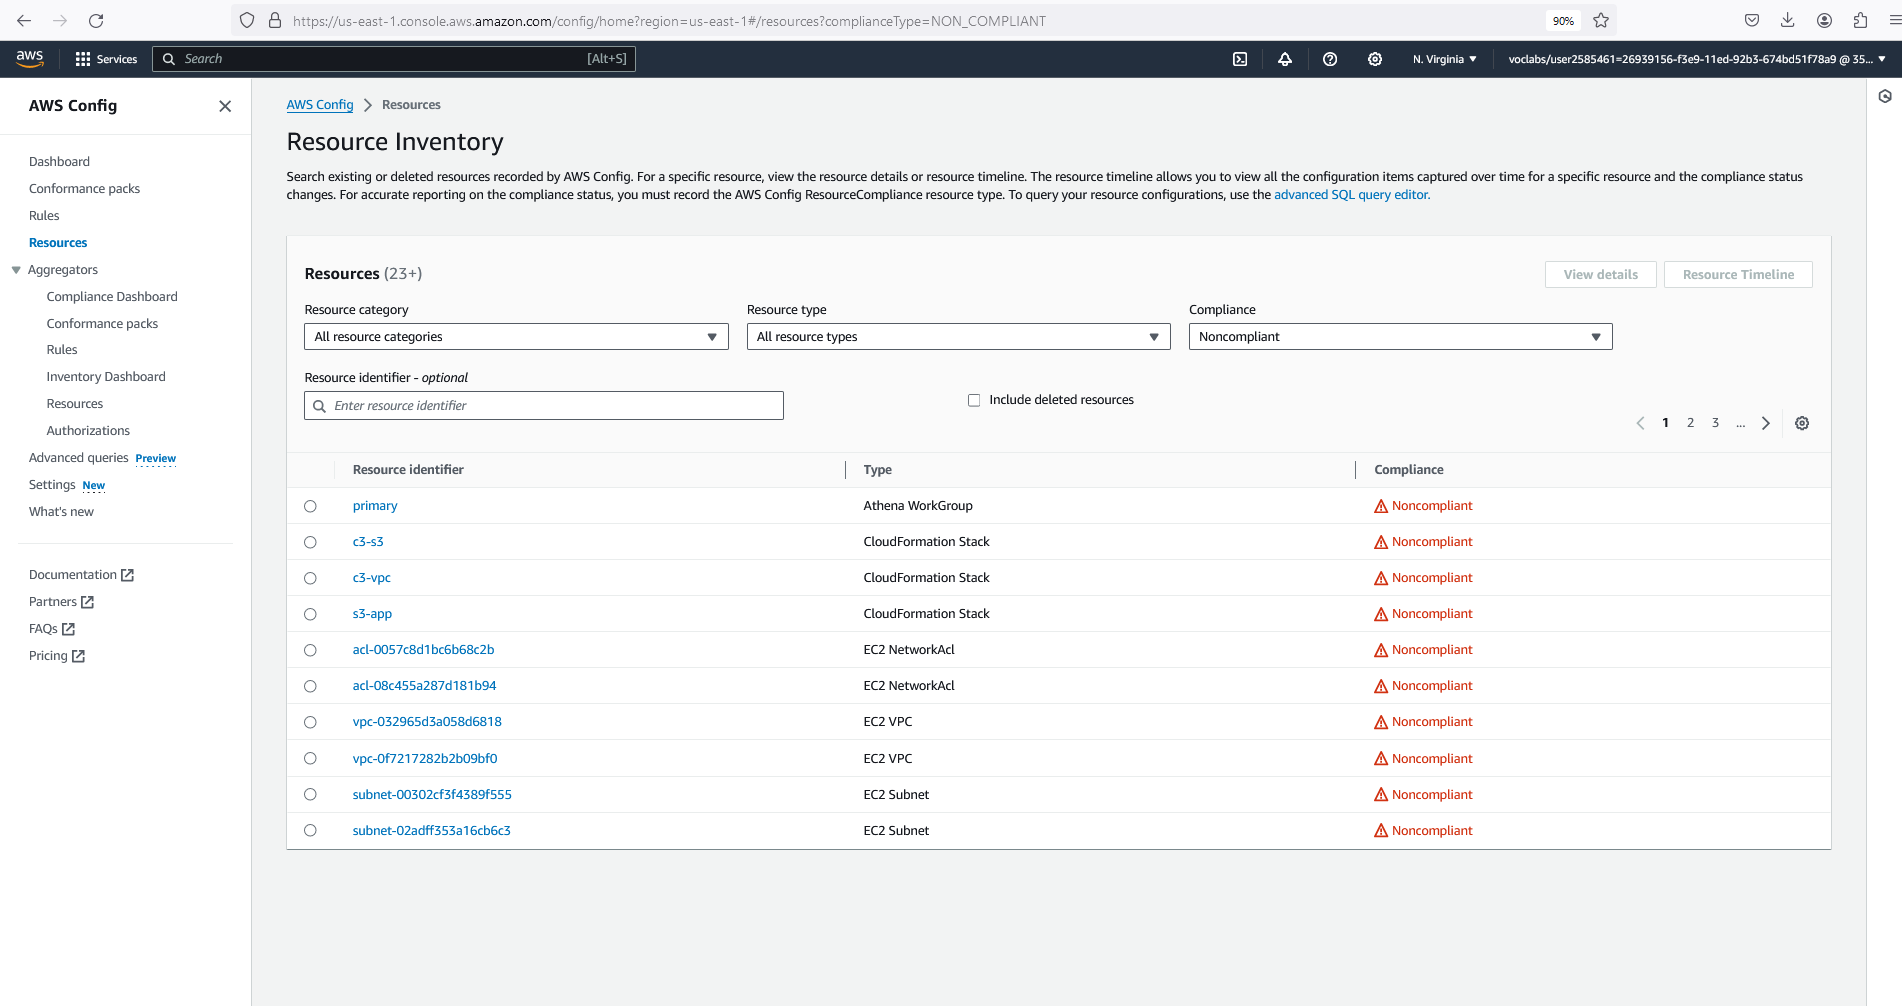 https://us-east-1.console.aws.amazon.com/config/home?region=us-east-1#/resources?complianceType=NON_COMPLIANT
90%
aws
Services
Search
[Alt+S]
N. Virginia
voclabs/user2585461=26939156-f3e9-11ed-92b3-674bd51f78a9 @ 35...
AWS Config
Dashboard
Conformance packs
Rules
Resources
Aggregators
Compliance Dashboard
Conformance packs
Rules
Inventory Dashboard
Resources
Authorizations
Advanced queries Preview
Settings New
What's new
Documentation
Partners
FAQs
Pricing
AWS Config > Resources
Resource Inventory
Search existing or deleted resources recorded by AWS Config. For a specific resource, view the resource details or resource timeline. The resource timeline allows you to view all the configuration items captured over time for a specific resource and the compliance status
changes. For accurate reporting on the compliance status, you must record the AWS Config ResourceCompliance resource type. To query your resource configurations, use the advanced SQL query editor.
Resources (23+)
View details
Resource Timeline
Resource category
Resource type
Compliance
All resource categories
All resource types
Noncompliant
Resource identifier - optional
Enter resource identifier
Include deleted resources
1 2 3 ...
Resource identifier Type Compliance
primary Athena WorkGroup Noncompliant
c3-s3 CloudFormation Stack Noncompliant
c3-vpc CloudFormation Stack Noncompliant
s3-app CloudFormation Stack Noncompliant
acl-0057c8d1bc6b68c2b EC2 NetworkAcl Noncompliant
acl-08c455a287d181b94 EC2 NetworkAcl Noncompliant
vpc-032965d3a058d6818 EC2 VPC Noncompliant
vpc-0f7217282b2b09bf0 EC2 VPC Noncompliant
subnet-00302cf3f4389f555 EC2 Subnet Noncompliant
subnet-02adff353a16cb6c3 EC2 Subnet Noncompliant